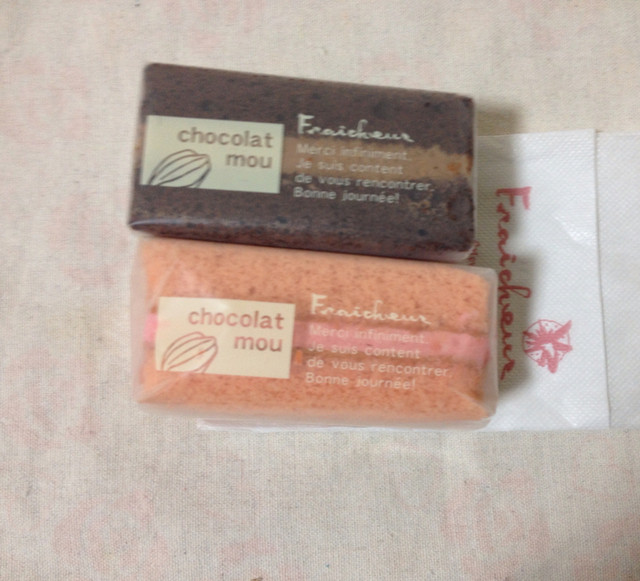 chocolat
mou
Fraicheur
Merci infiniment.
Je suis content
de vous rencontrer.
Bonne journée!
chocolat
mou
Fraicheur
Merci infiniment.
Je suis content
de vous rencontrer.
Bonne journée!
Fraicheur